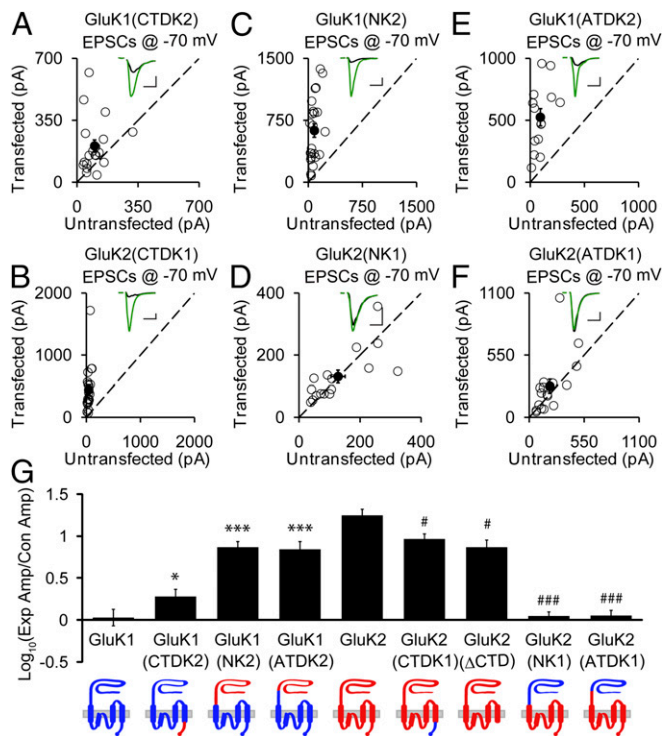 A
GluK1(CTDK2)
EPSCs @ -70 mV
Transfected (pA)
700
350
0
0
350
700
Untransfected (pA)
C
GluK1(NK2)
EPSCs @ -70 mV
Transfected (pA)
1500
750
0
0
750
1500
Untransfected (pA)
E
GluK1(ATDK2)
EPSCs @ -70 mV
Transfected (pA)
1000
500
0
0
500
1000
Untransfected (pA)
B
GluK2(CTDK1)
EPSCs @ -70 mV
Transfected (pA)
2000
1000
0
0
1000
2000
Untransfected (pA)
D
GluK2(NK1)
EPSCs @ -70 mV
Transfected (pA)
400
200
0
0
200
400
Untransfected (pA)
F
GluK2(ATDK1)
EPSCs @ -70 mV
Transfected (pA)
1100
550
0
0
550
1100
Untransfected (pA)
G
Log10(Exp Amp/Con Amp)
1.5
1
0.5
0
-0.5
*
***
***
#
#
###
###
GluK1
GluK1
(CTDK2)
GluK1
(NK2)
GluK1
(ATDK2)
GluK2
GluK2
(CTDK1)
GluK2
(ΔCTD)
GluK2
(NK1)
GluK2
(ATDK1)